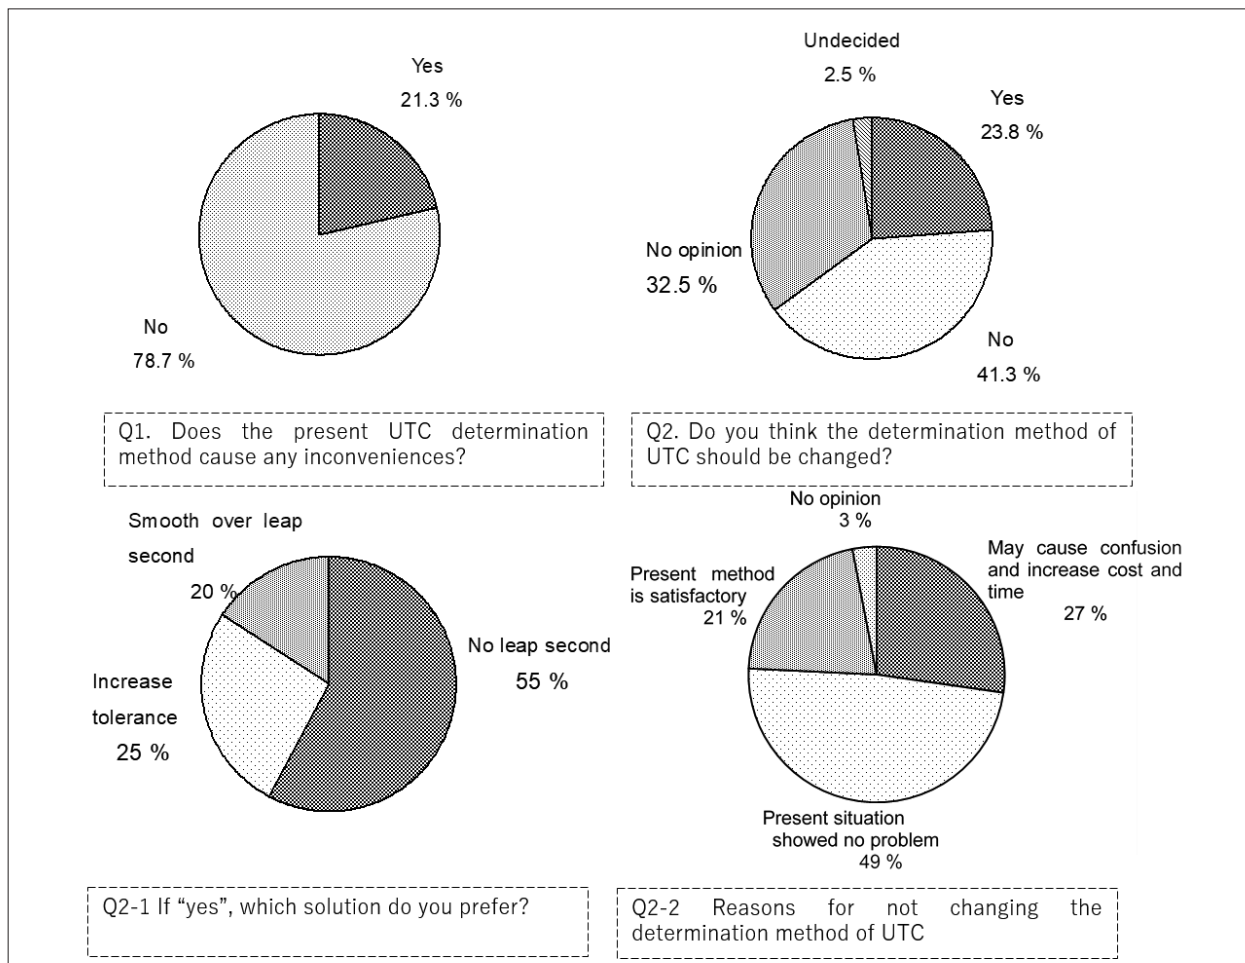 Yes
21.3 %
No
78.7 %
Q1. Does the present UTC determination
method cause any inconveniences?
Undecided
2.5 %
Yes
23.8 %
No opinion
32.5 %
No
41.3 %
Q2. Do you think the determination method of
UTC should be changed?
Smooth over leap
second
20 %
No leap second
55 %
Increase
tolerance
25 %
Q2-1 If “yes”, which solution do you prefer?
No opinion
3 %
May cause confusion
and increase cost and
time
27 %
Present method
is satisfactory
21 %
Present situation
showed no problem
49 %
Q2-2 Reasons for not changing the
determination method of UTC